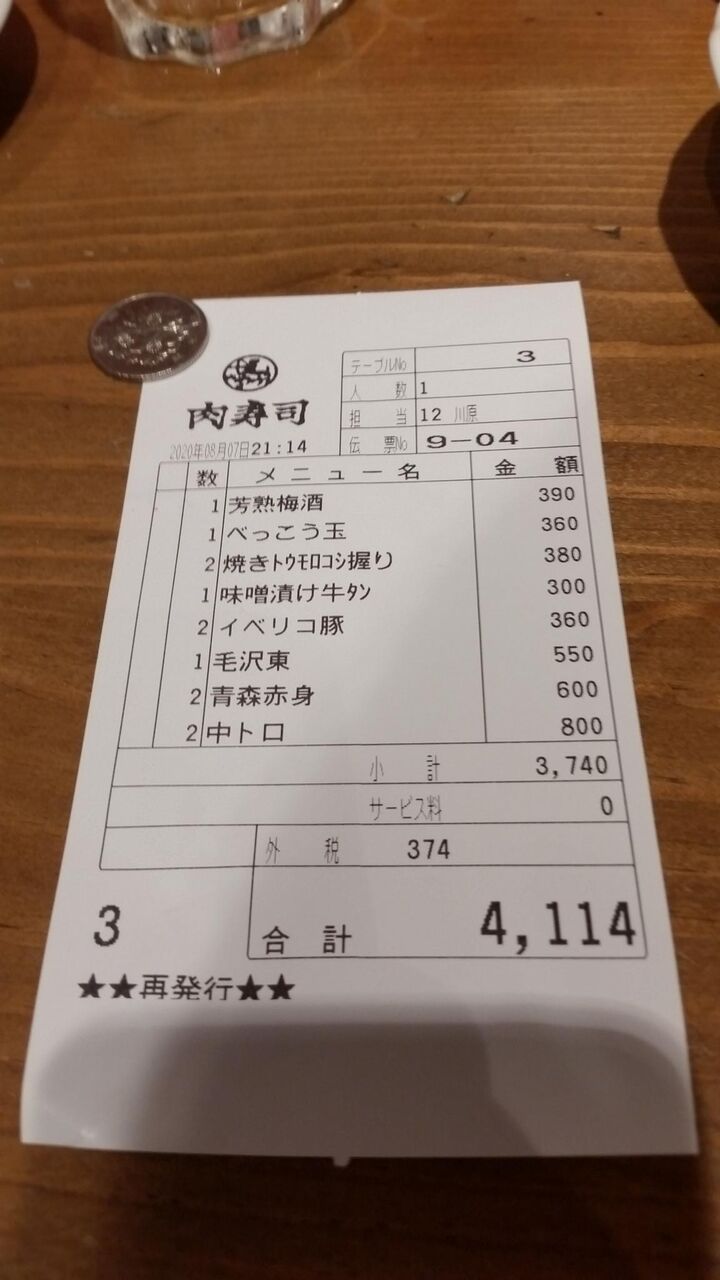 肉寿司
2020年08月07日21:14
テーブルNo 3
人数 1
担当 12 川原
伝票No 9-04
数 メニュー名 金額
1 芳熟梅酒 390
1 べっこう玉 360
2 焼きトウモロコシ握り 380
1 味噌漬け牛タン 300
2 イベリコ豚 360
1 毛沢東 550
2 青森赤身 600
2 中トロ 800
小計 3,740
サービス料 0
外税 374
3 合計 4,114
★★再発行★★